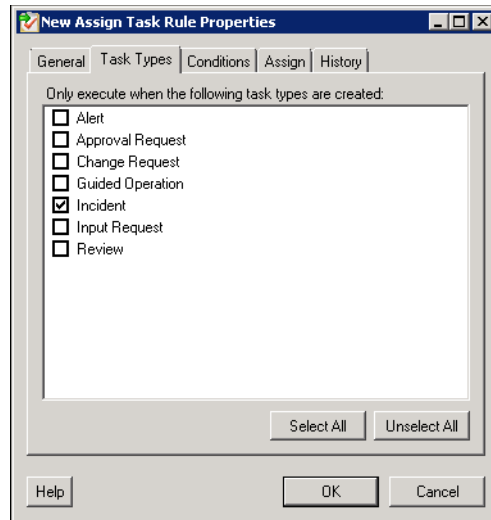 New Assign Task Rule Properties
General Task Types Conditions Assign History
Only execute when the following task types are created:
Alert
Approval Request
Change Request
Guided Operation
Incident
Input Request
Review
Select All Unselect All
Help OK Cancel